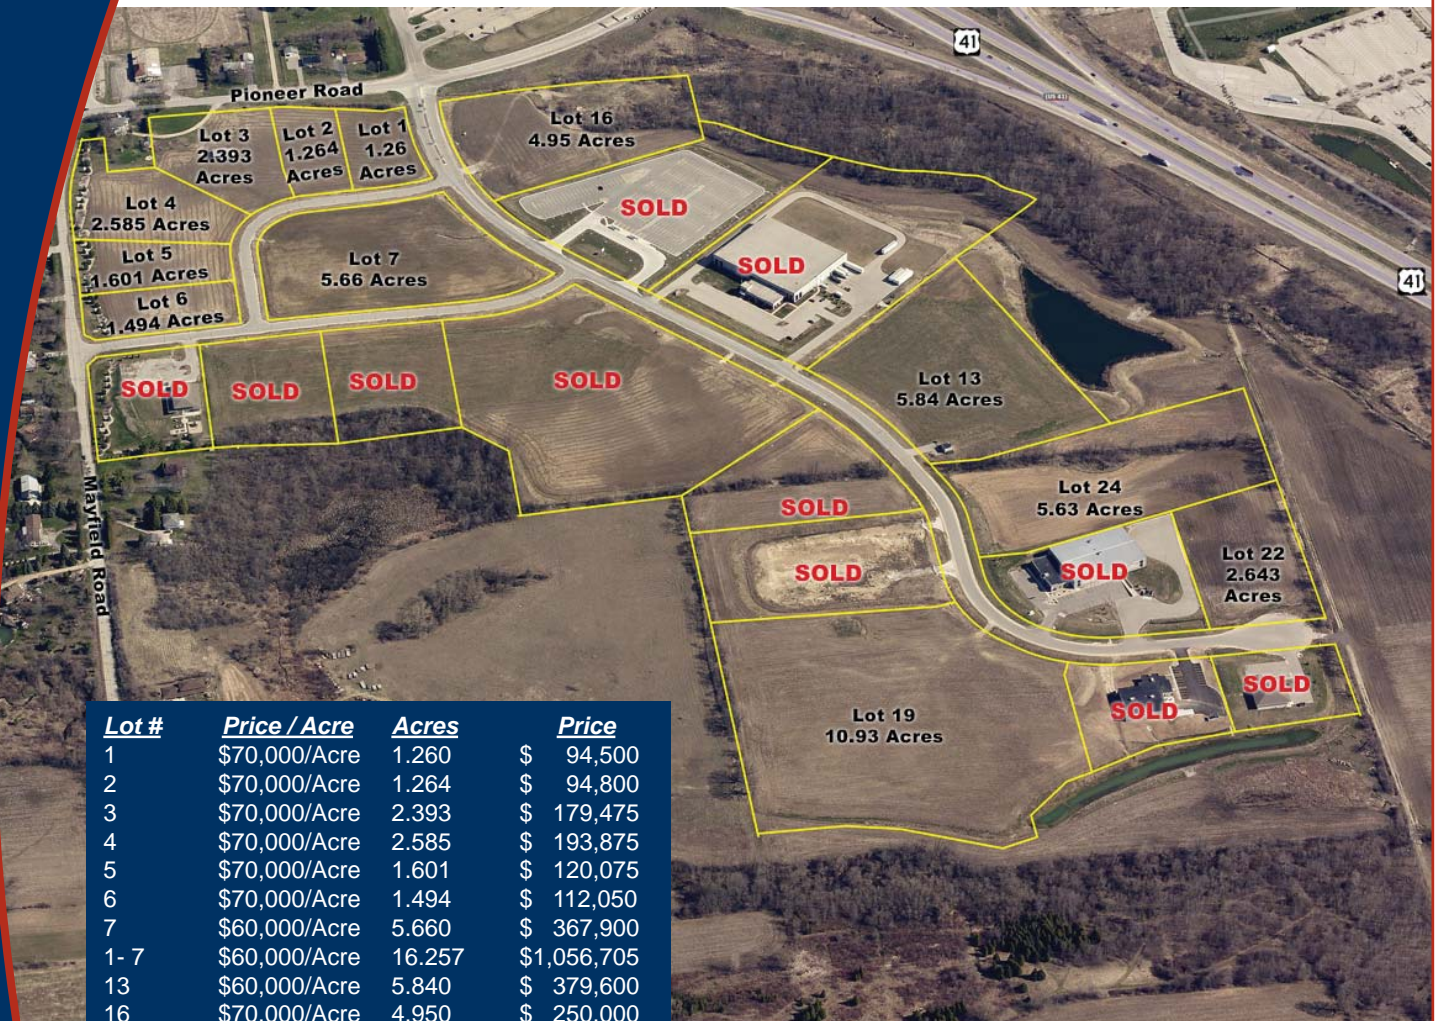 41
(US 41)
Pioneer Road
Lot 16
4.95 Acres
Lot 3
2.393
Acres
Lot 2
1.264
Acres
Lot 1
1.26
Acres
SOLD
Lot 4
2.585 Acres
Lot 5
1.601 Acres
Lot 7
5.66 Acres
SOLD
41
Lot 6
1.494 Acres
SOLD
SOLD
SOLD
SOLD
Lot 13
5.84 Acres
Mayfield Road
SOLD
Lot 24
5.63 Acres
SOLD
SOLD
Lot 22
2.643
Acres
Lot 19
10.93 Acres
SOLD
SOLD
Lot # Price / Acre Acres Price
1 $70,000/Acre 1.260 $ 94,500
2 $70,000/Acre 1.264 $ 94,800
3 $70,000/Acre 2.393 $ 179,475
4 $70,000/Acre 2.585 $ 193,875
5 $70,000/Acre 1.601 $ 120,075
6 $70,000/Acre 1.494 $ 112,050
7 $60,000/Acre 5.660 $ 367,900
1- 7 $60,000/Acre 16.257 $1,056,705
13 $60,000/Acre 5.840 $ 379,600
16 $70,000/Acre 4.950 $ 250,000